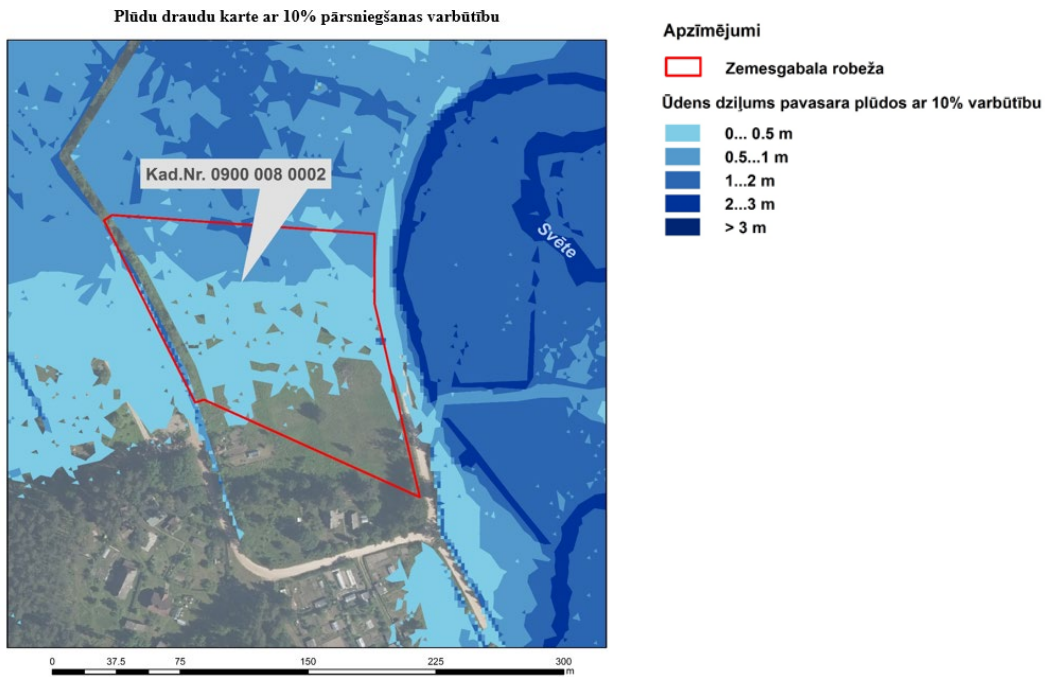 Plūdu draudu karte ar 10% pārsniegšanas varbūtību
Apzīmējumi
Zemesgabala robeža
Ūdens dziļums pavasara plūdos ar 10% varbūtību
0... 0.5 m
0.5...1 m
1...2 m
2...3 m
> 3 m
Kad.Nr. 0900 008 0002
Svēte
0 37.5 75 150 225 300
m